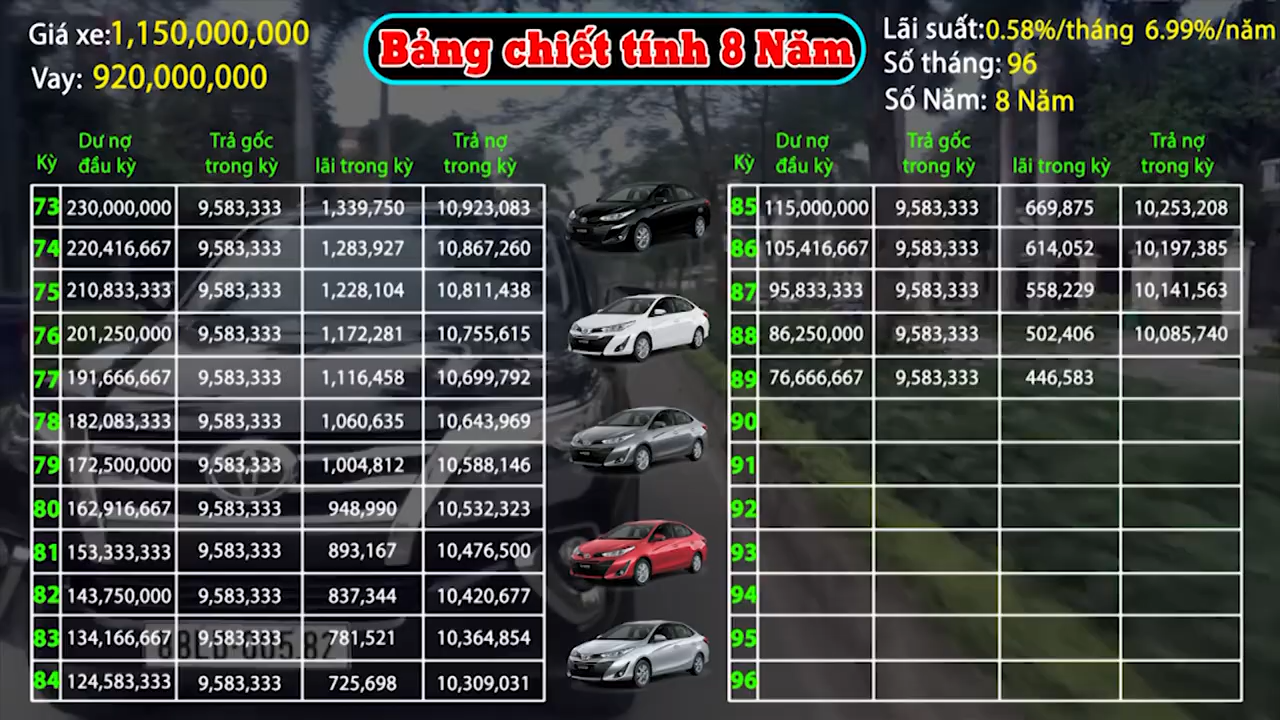 Giá xe:1,150,000,000
Vay: 920,000,000
Bảng chiết tính 8 Năm
Lãi suất:0.58%/tháng 6.99%/năm
Số tháng: 96
Số Năm: 8 Năm
Kỳ Dư nợ đầu kỳ Trả gốc trong kỳ lãi trong kỳ Trả nợ trong kỳ
73 230,000,000 9,583,333 1,339,750 10,923,083
74 220,416,667 9,583,333 1,283,927 10,867,260
75 210,833,333 9,583,333 1,228,104 10,811,438
76 201,250,000 9,583,333 1,172,281 10,755,615
77 191,666,667 9,583,333 1,116,458 10,699,792
78 182,083,333 9,583,333 1,060,635 10,643,969
79 172,500,000 9,583,333 1,004,812 10,588,146
80 162,916,667 9,583,333 948,990 10,532,323
81 153,333,333 9,583,333 893,167 10,476,500
82 143,750,000 9,583,333 837,344 10,420,677
83 134,166,667 9,583,333 781,521 10,364,854
84 124,583,333 9,583,333 725,698 10,309,031
Kỳ Dư nợ đầu kỳ Trả gốc trong kỳ lãi trong kỳ Trả nợ trong kỳ
85 115,000,000 9,583,333 669,875 10,253,208
86 105,416,667 9,583,333 614,052 10,197,385
87 95,833,333 9,583,333 558,229 10,141,563
88 86,250,000 9,583,333 502,406 10,085,740
89 76,666,667 9,583,333 446,583
90
91
92
93
94
95
96